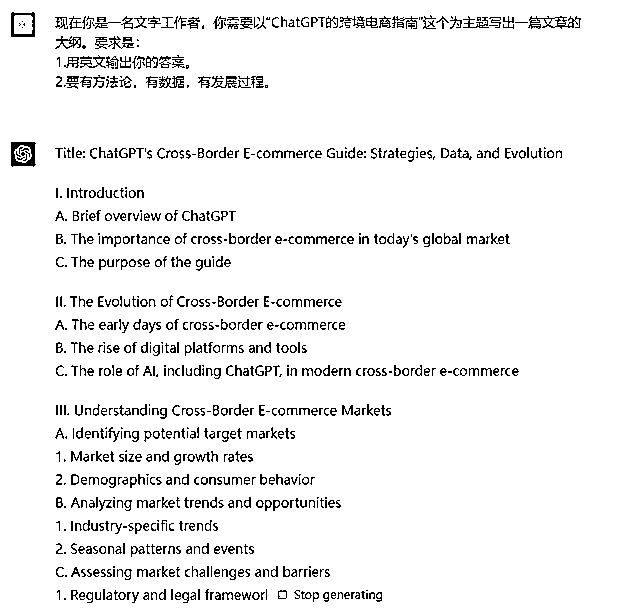 现在你是一名文字工作者，你需要以“ChatGPT的跨境电商指南”这个为主题写出一篇文章的
大纲。要求是：
1.用英文输出你的答案。
2.要有方法论，有数据，有发展过程。
Title: ChatGPT's Cross-Border E-commerce Guide: Strategies, Data, and Evolution
I. Introduction
A. Brief overview of ChatGPT
B. The importance of cross-border e-commerce in today's global market
C. The purpose of the guide
II. The Evolution of Cross-Border E-commerce
A. The early days of cross-border e-commerce
B. The rise of digital platforms and tools
C. The role of AI, including ChatGPT, in modern cross-border e-commerce
III. Understanding Cross-Border E-commerce Markets
A. Identifying potential target markets
1. Market size and growth rates
2. Demographics and consumer behavior
B. Analyzing market trends and opportunities
1. Industry-specific trends
2. Seasonal patterns and events
C. Assessing market challenges and barriers
1. Regulatory and legal framework Stop generating